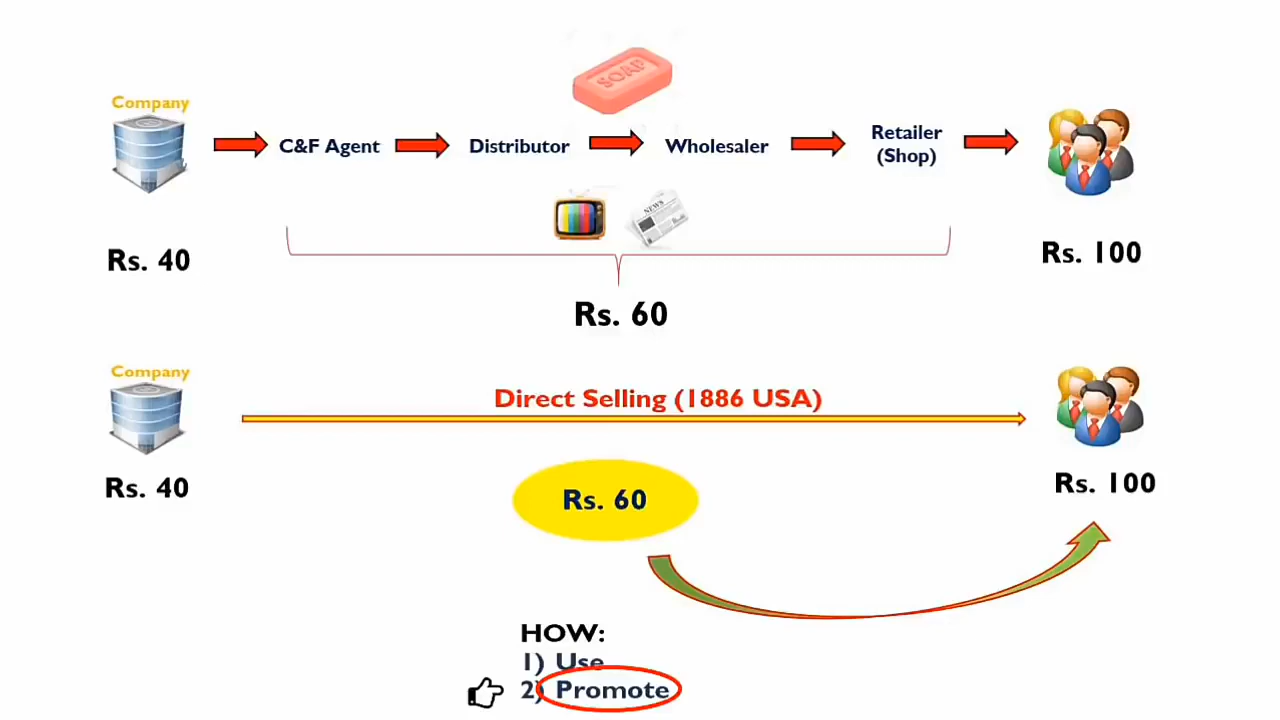 SOAP
Company
C&F Agent
Distributor
Wholesaler
Retailer
(Shop)
NEWS
Rs. 40
Rs. 100
Rs. 60
Company
Direct Selling (1886 USA)
Rs. 40
Rs. 60
Rs. 100
HOW:
1) Use
2) Promote